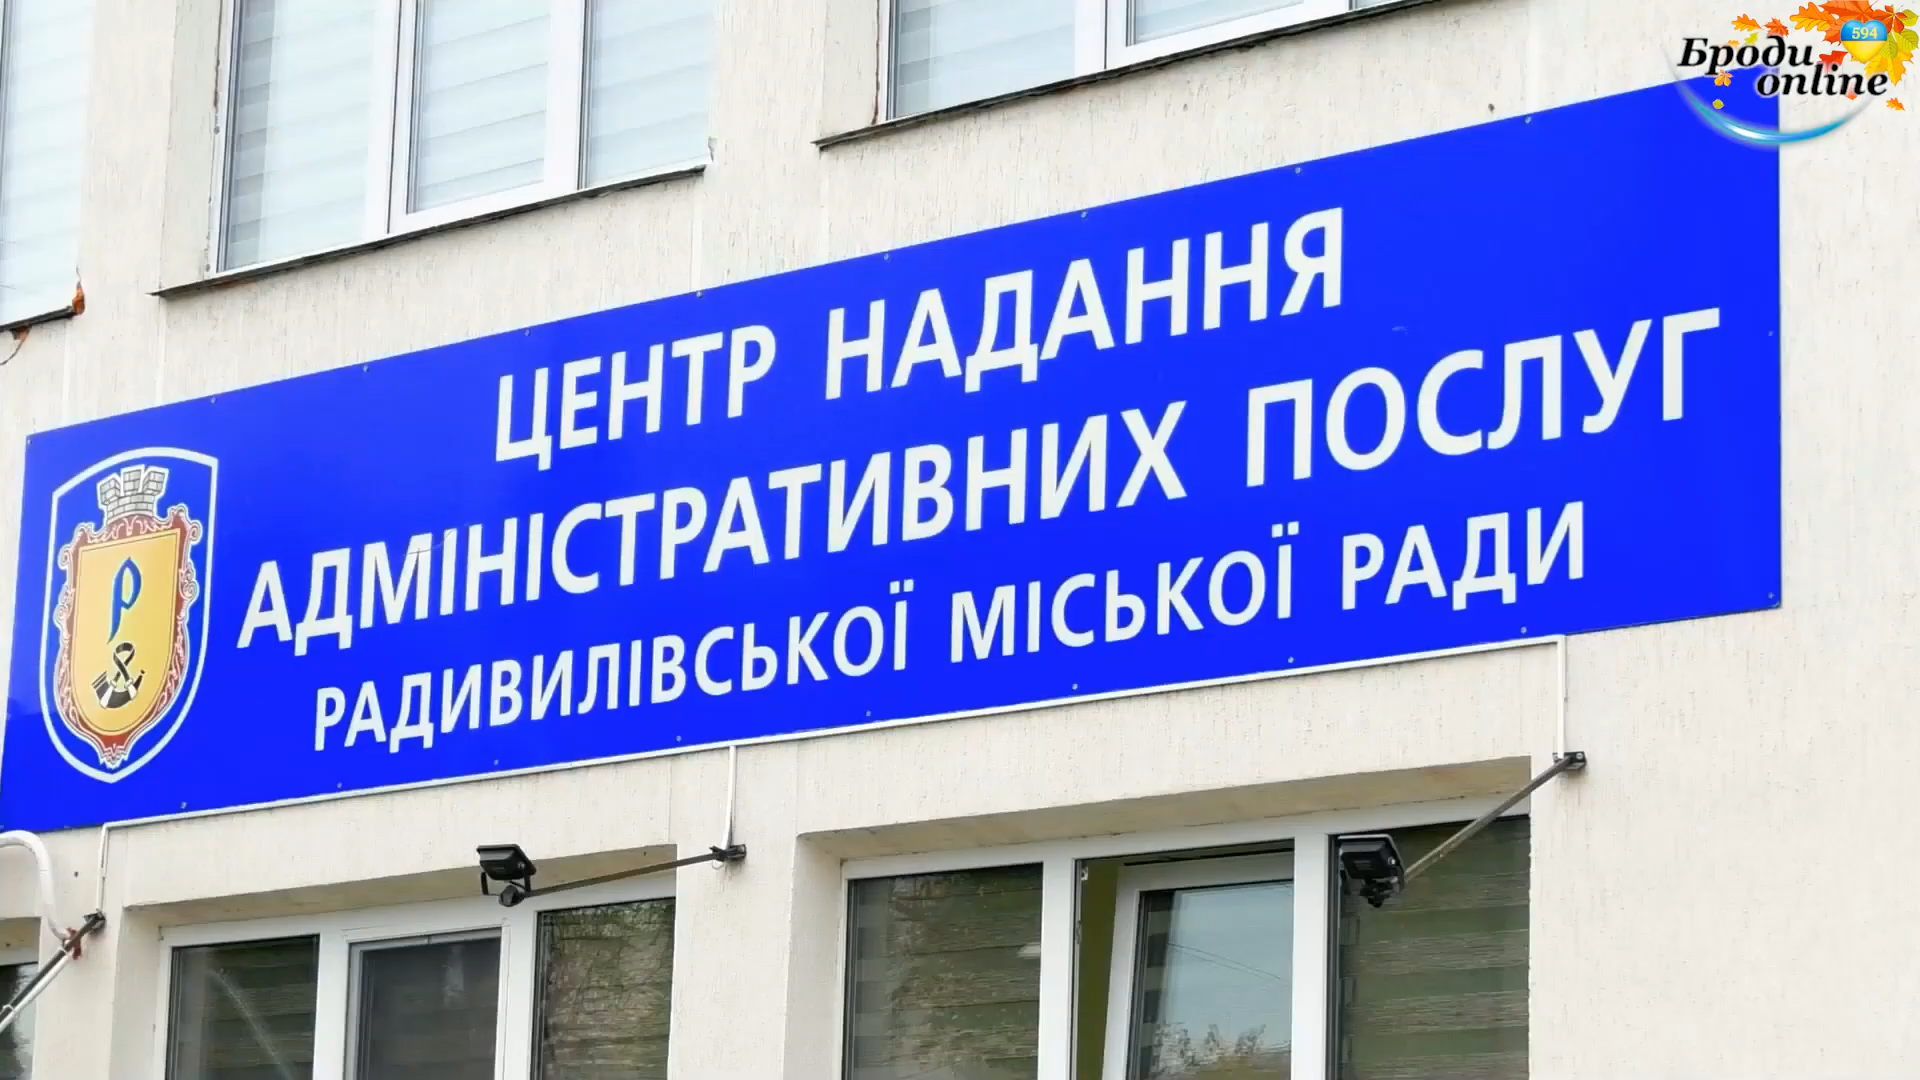 Броди
online
594
ЦЕНТР НАДАННЯ
АДМІНІСТРАТИВНИХ ПОСЛУГ
РАДИВИЛІВСЬКОЇ МІСЬКОЇ РАДИ
Р